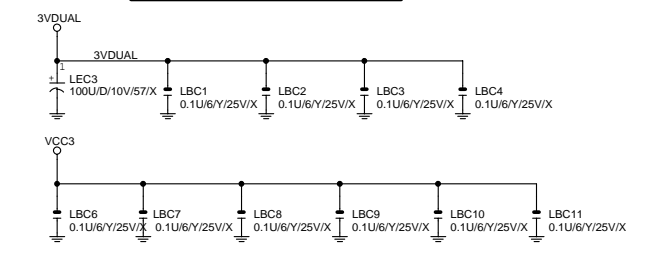 3VDUAL
3VDUAL
1
+
LEC3
100U/D/10V/57/X
LBC1
0.1U/6/Y/25V/X
LBC2
0.1U/6/Y/25V/X
LBC3
0.1U/6/Y/25V/X
LBC4
0.1U/6/Y/25V/X
VCC3
LBC6
0.1U/6/Y/25V/X
LBC7
0.1U/6/Y/25V/X
LBC8
0.1U/6/Y/25V/X
LBC9
0.1U/6/Y/25V/X
LBC10
0.1U/6/Y/25V/X
LBC11
0.1U/6/Y/25V/X